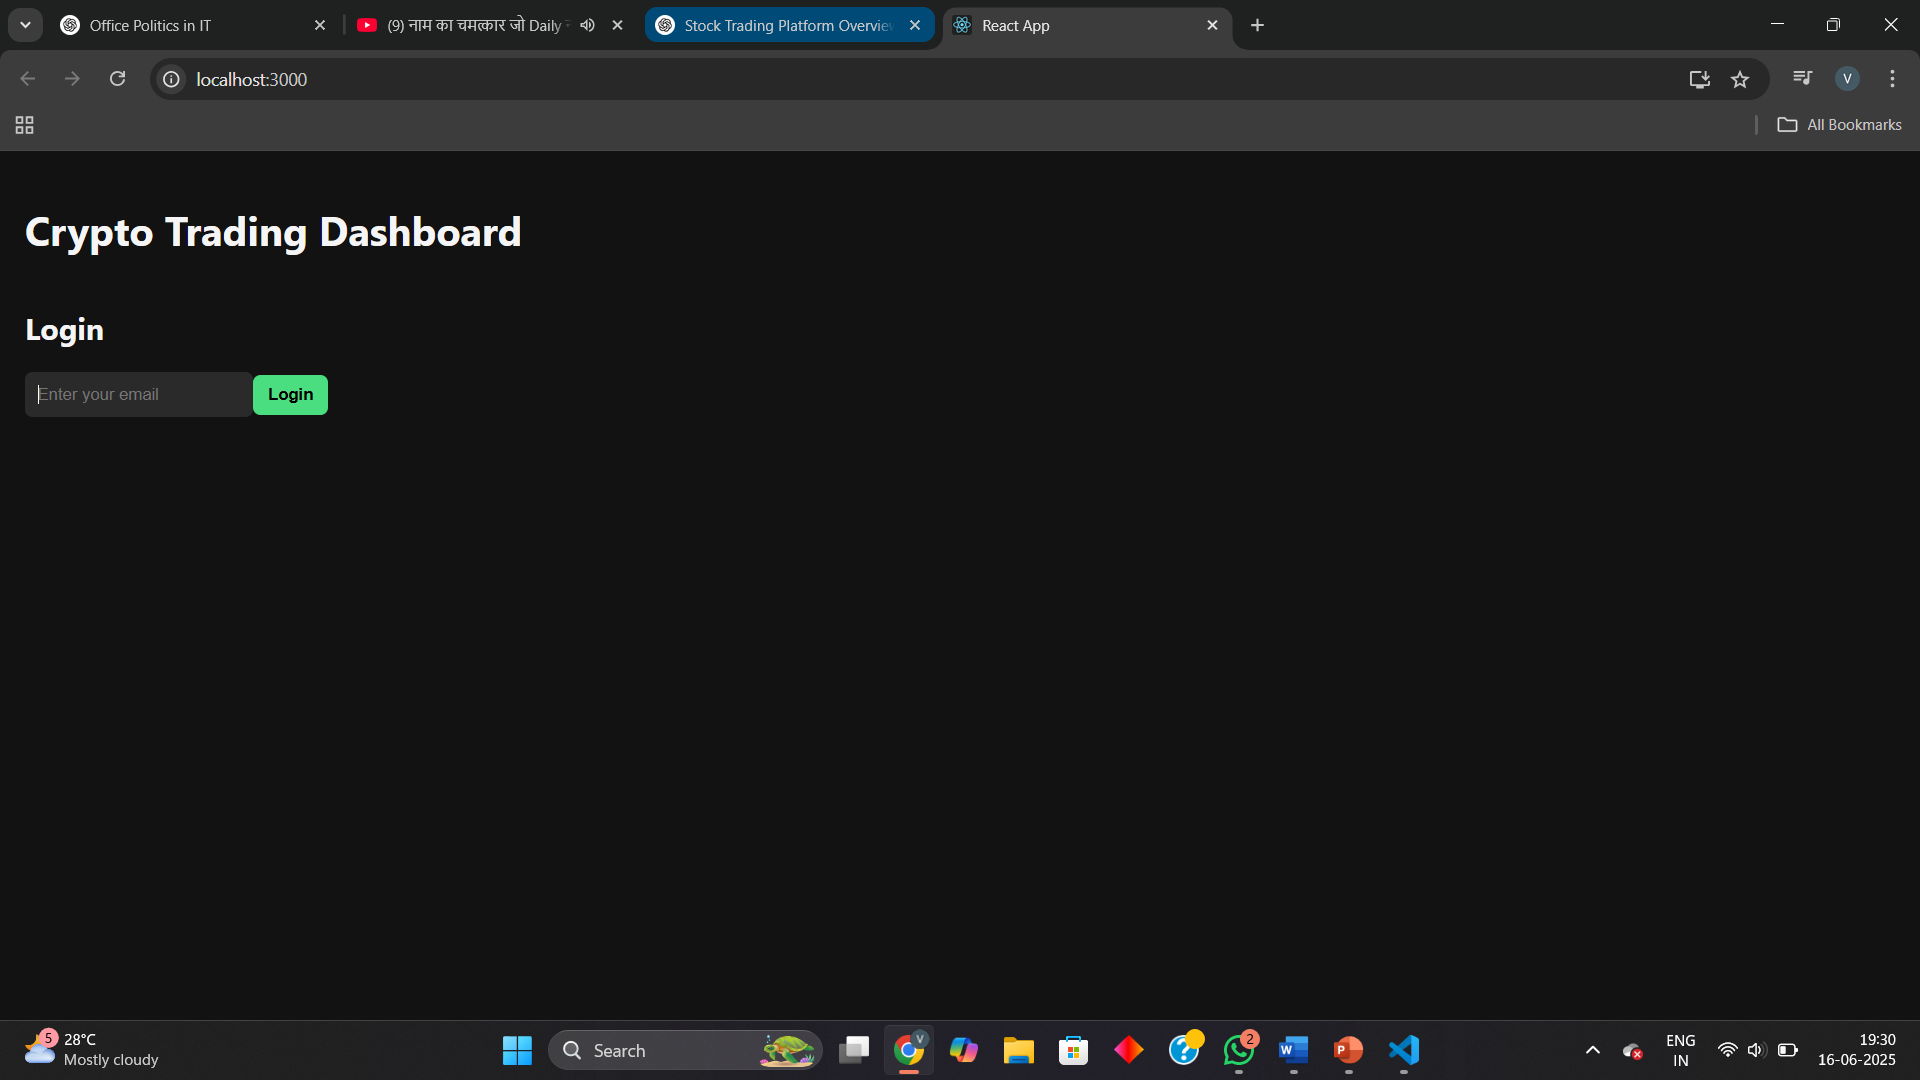 Office Politics in IT
(9) नाम का चमत्कार जो Daily
Stock Trading Platform Overvie
React App
localhost:3000
V
All Bookmarks
Crypto Trading Dashboard
Login
Enter your email
Login
5
28°C
Mostly cloudy
Search
V
2
W
P
ENG
IN
19:30
16-06-2025